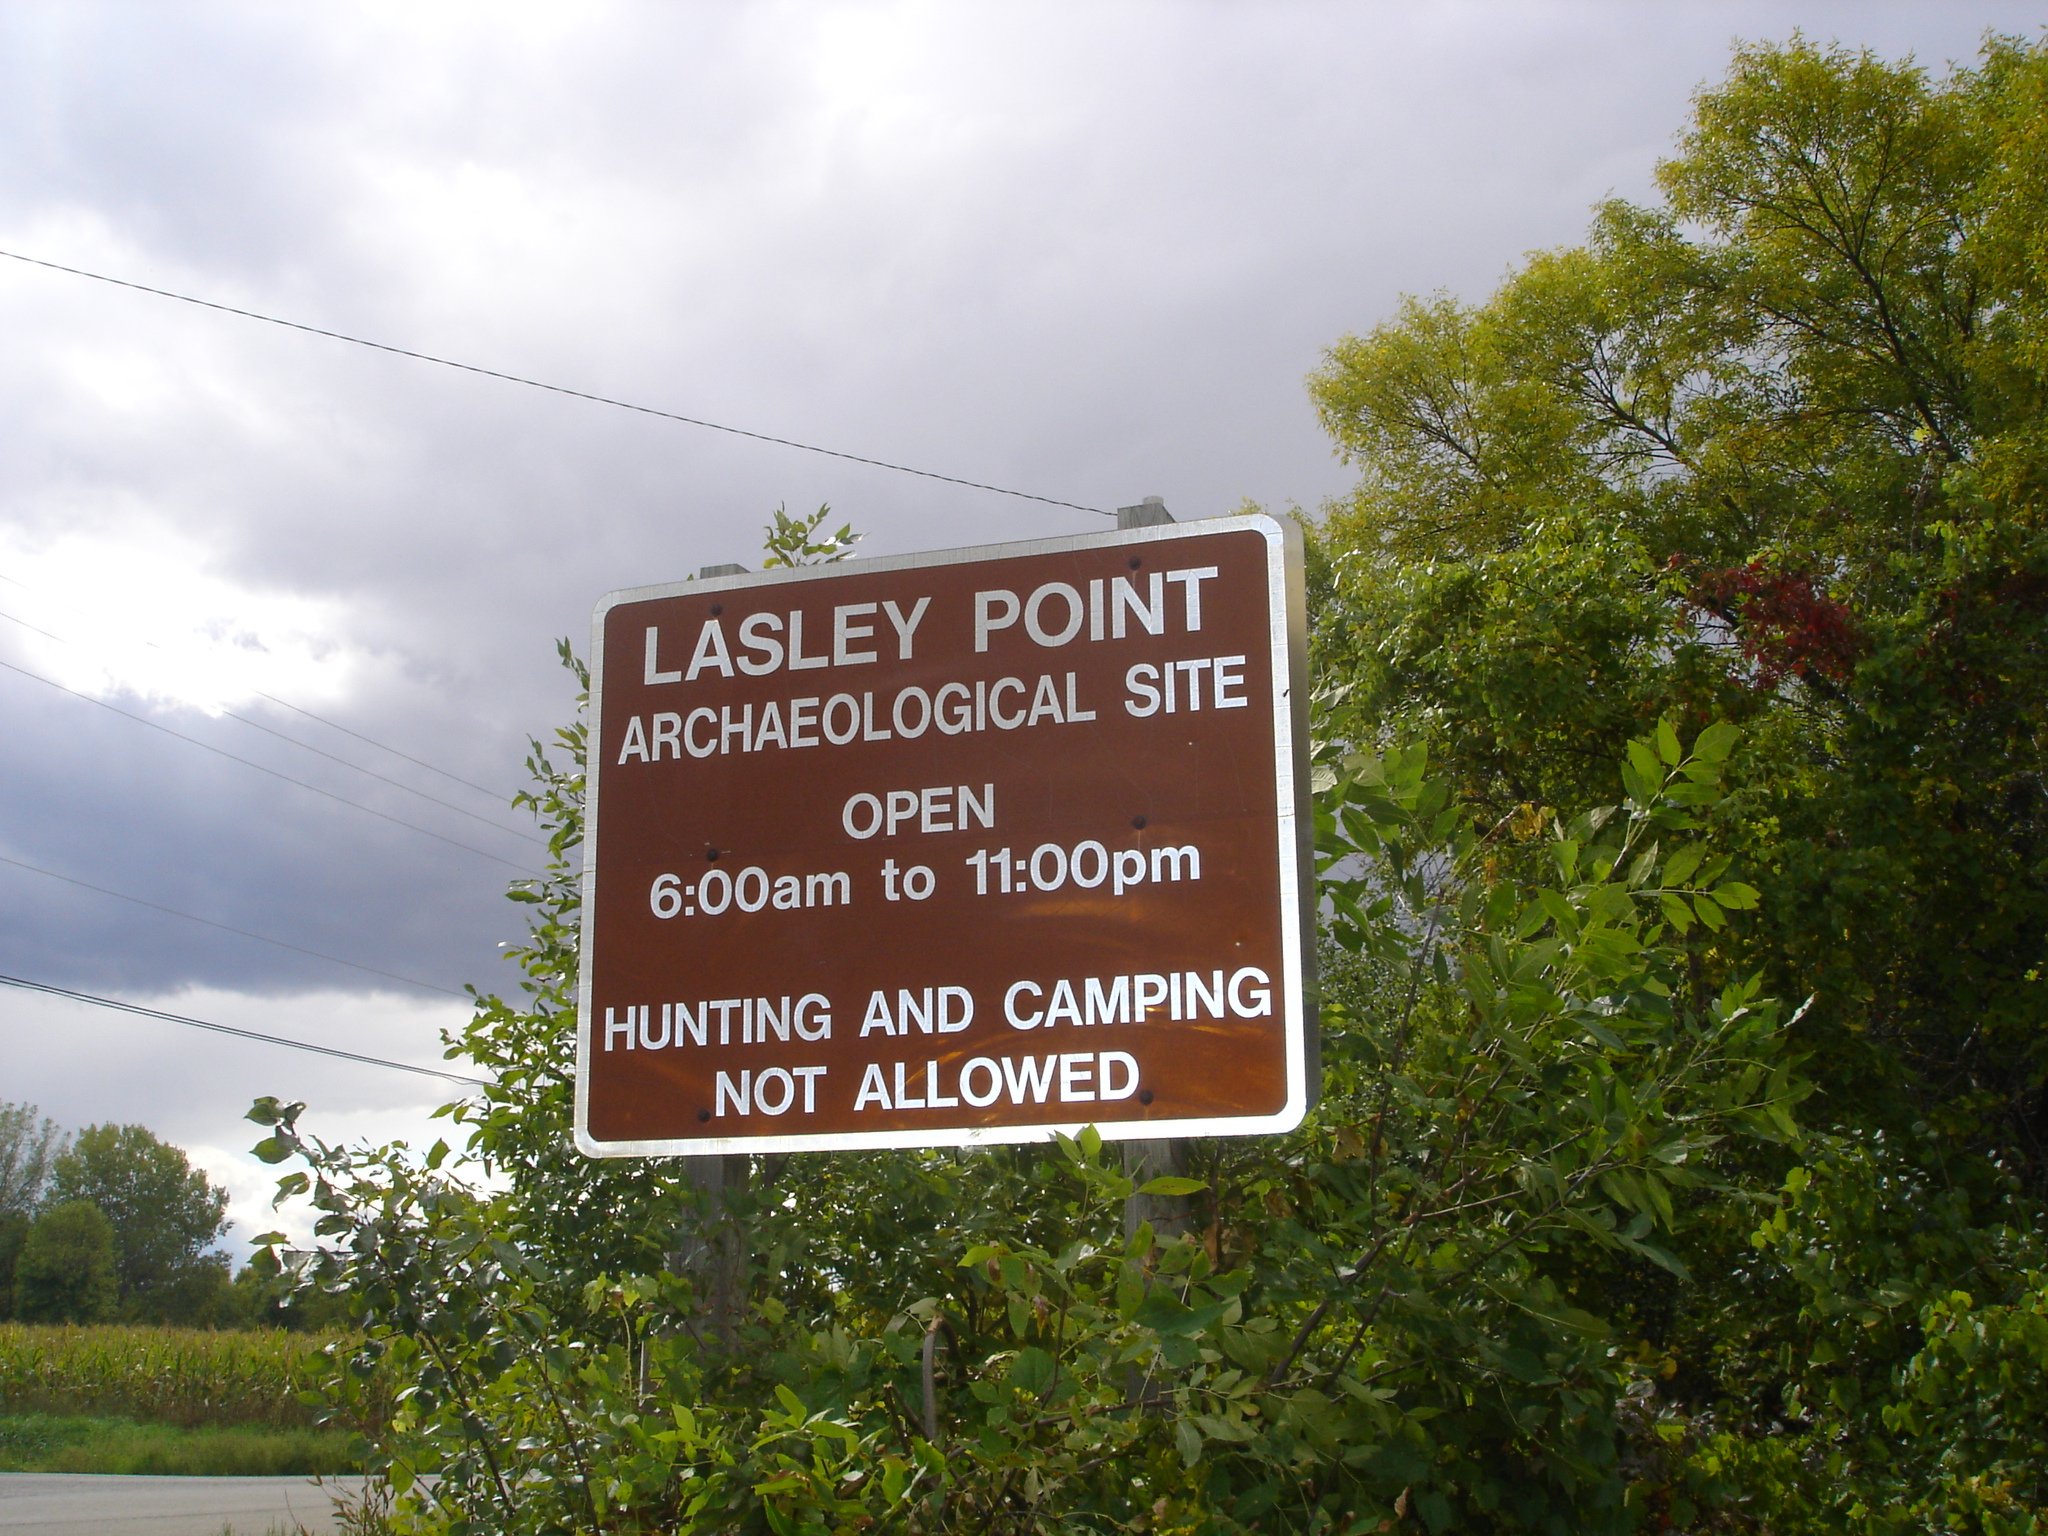 LASLEY POINT
ARCHAEOLOGICAL SITE
OPEN
6:00am to 11:00pm
HUNTING AND CAMPING
NOT ALLOWED